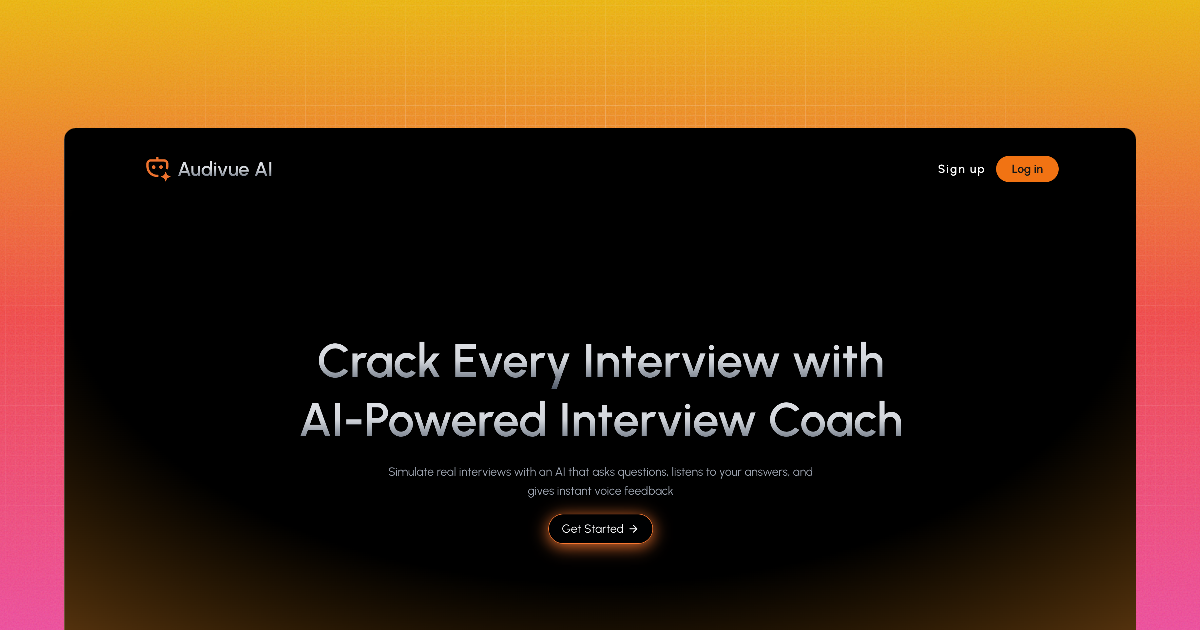 Audivue AI
Sign up
Log in
Crack Every Interview with
AI-Powered Interview Coach
Simulate real interviews with an AI that asks questions, listens to your answers, and
gives instant voice feedback
Get Started →